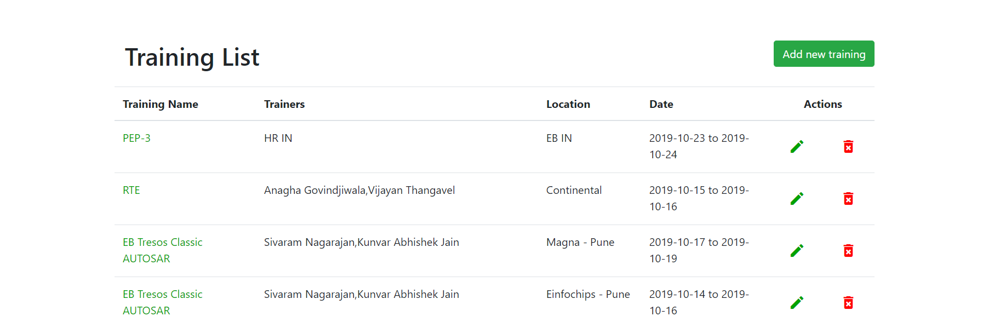 Training List
Add new training
Training Name Trainers Location Date Actions
PEP-3 HR IN EB IN 2019-10-23 to 2019-
10-24
RTE Anagha Govindjiwala,Vijayan Thangavel Continental 2019-10-15 to 2019-
10-16
EB Tresos Classic Sivaram Nagarajan,Kunvar Abhishek Jain Magna - Pune 2019-10-17 to 2019-
AUTOSAR 10-19
EB Tresos Classic Sivaram Nagarajan,Kunvar Abhishek Jain Einfochips - Pune 2019-10-14 to 2019-
AUTOSAR 10-16